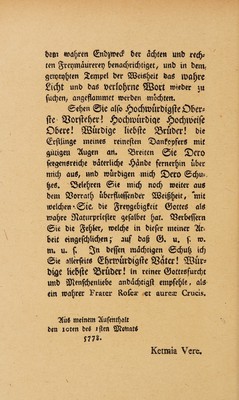 dem wahren Endzweck der ächten und rech-
ten Freymäurerey benachrichtiget, und in dem
geweyhten Tempel der Weisheit das wahre
Licht und das verlohrne Wort wieder zu
suchen, angeflammet werden möchten.
Sehen Sie also Hochwürdigste Ober-
ste Vorsteher! Hochwürdige Hochweise
Obere! Würdige liebste Brüder! die
Erstlinge meines reinesten Dankopfers mit
gütigen Augen an. Breiten Sie Dero
segensreiche väterliche Hände fernerhin über
mich aus, und würdigen mich Dero Schu-
tzes. Belehren Sie mich noch weiter aus
dem Vorrath überfliessender Weisheit, mit
welchen Sie, die Freygebigkeit Gottes als
wahre Naturpriester gesalbet hat. Verbessern
Sie die Fehler, welche in dieser meiner Ar-
beit eingeschlichen; auf daß G. u. s. w.
w. u. s. In dessen mächtigen Schutz ich
Sie allerseits Ehrwürdigste Väter! Wür-
dige liebste Brüder! in reiner Gottesfurcht
und Menschenliebe andächtigst empfehle, als
ein wahrer Frater Roseæ et aureæ Crucis.
Aus meinem Aufenthalt
den 10ten des 1sten Monats
5772.
Ketmia Vere.